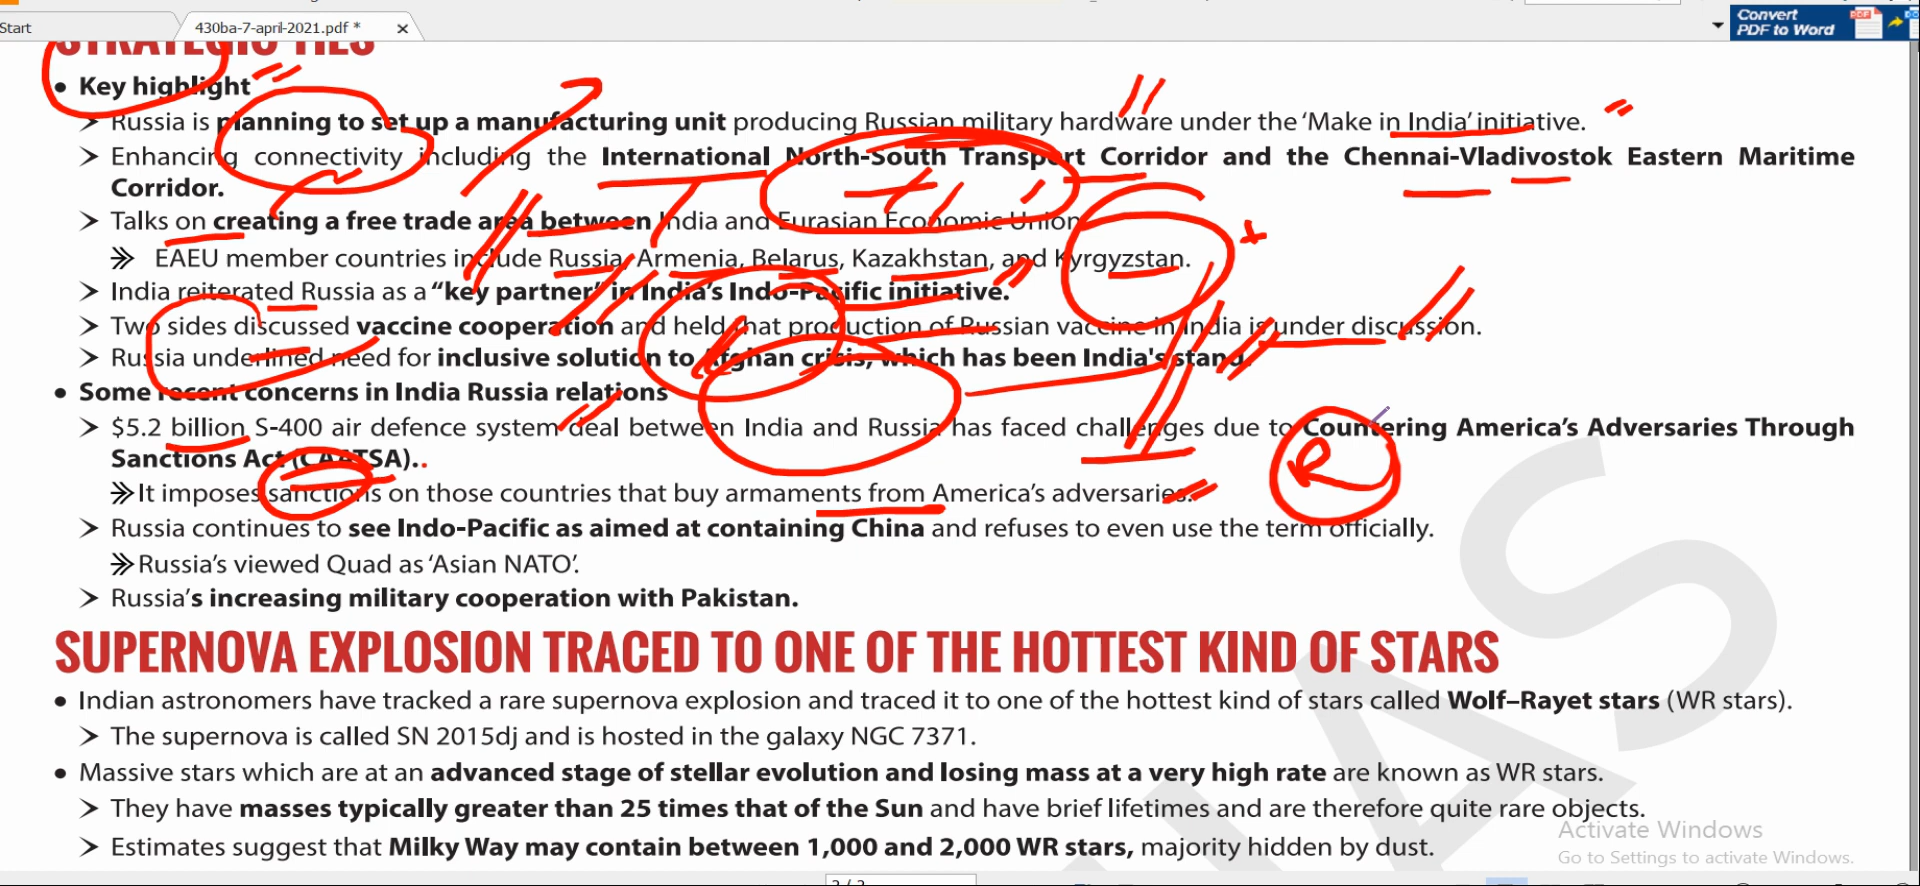 Start
430ba-7-april-2021.pdf *
Convert
PDF to Word
STRATEGIC TIES
• Key highlight
➢ Russia is planning to set up a manufacturing unit producing Russian military hardware under the ‘Make in India’ initiative.
➢ Enhancing connectivity including the International North-South Transport Corridor and the Chennai-Vladivostok Eastern Maritime
Corridor.
➢ Talks on creating a free trade area between India and Eurasian Economic Union
EAEU member countries include Russia, Armenia, Belarus, Kazakhstan, and Kyrgyzstan.
➢ India reiterated Russia as a “key partner” in India’s Indo-Pacific initiative.
➢ Two sides discussed vaccine cooperation and held that production of Russian vaccine in India is under discussion.
➢ Russia underlined need for inclusive solution to Afghan crisis, which has been India's stand.
• Some recent concerns in India Russia relations
➢ $5.2 billion S-400 air defence system deal between India and Russia has faced challenges due to Countering America’s Adversaries Through
Sanctions Act (CAATSA)..
It imposes sanctions on those countries that buy armaments from America’s adversaries.
➢ Russia continues to see Indo-Pacific as aimed at containing China and refuses to even use the term officially.
Russia’s viewed Quad as ‘Asian NATO’.
➢ Russia’s increasing military cooperation with Pakistan.
SUPERNOVA EXPLOSION TRACED TO ONE OF THE HOTTEST KIND OF STARS
• Indian astronomers have tracked a rare supernova explosion and traced it to one of the hottest kind of stars called Wolf–Rayet stars (WR stars).
➢ The supernova is called SN 2015dj and is hosted in the galaxy NGC 7371.
• Massive stars which are at an advanced stage of stellar evolution and losing mass at a very high rate are known as WR stars.
➢ They have masses typically greater than 25 times that of the Sun and have brief lifetimes and are therefore quite rare objects.
➢ Estimates suggest that Milky Way may contain between 1,000 and 2,000 WR stars, majority hidden by dust.
Activate Windows
Go to Settings to activate Windows.